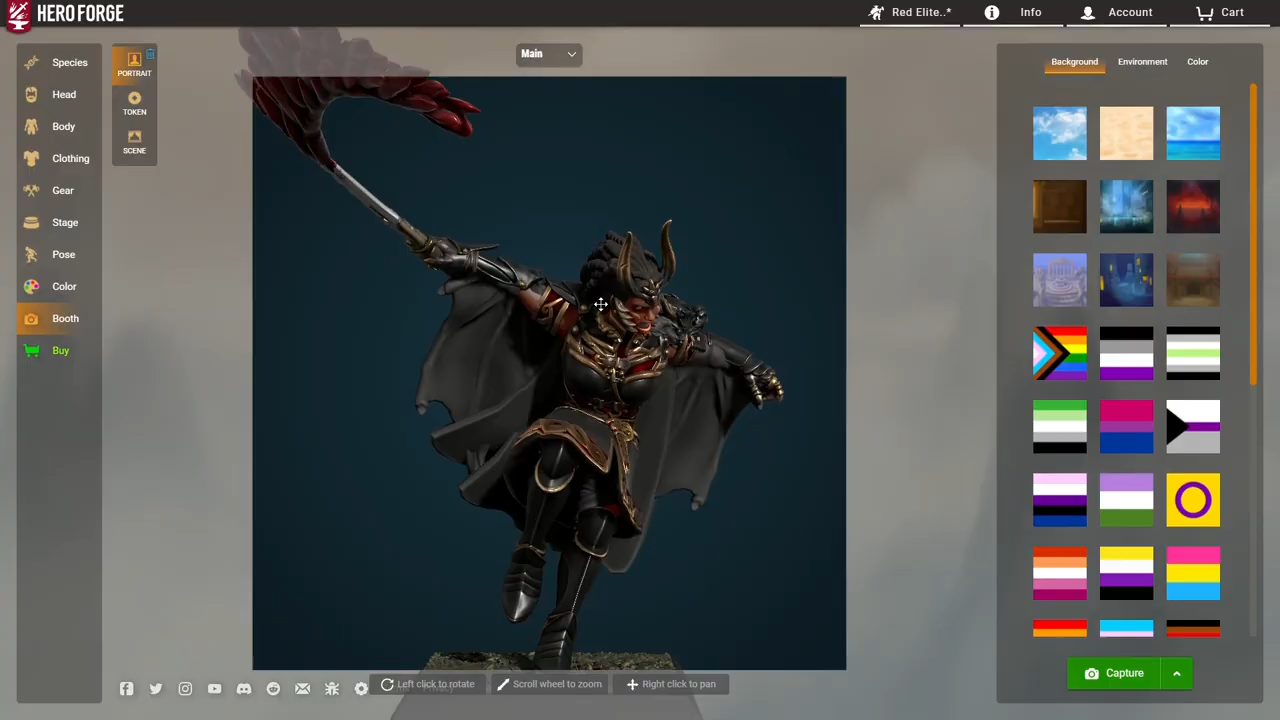 HERO FORGE
Red Elite..*
Info
Account
Cart
Species
Head
Body
Clothing
Gear
Stage
Pose
Color
Booth
Buy
PORTRAIT
TOKEN
SCENE
Main
Background
Environment
Color
Left click to rotate
Scroll wheel to zoom
Right click to pan
Capture